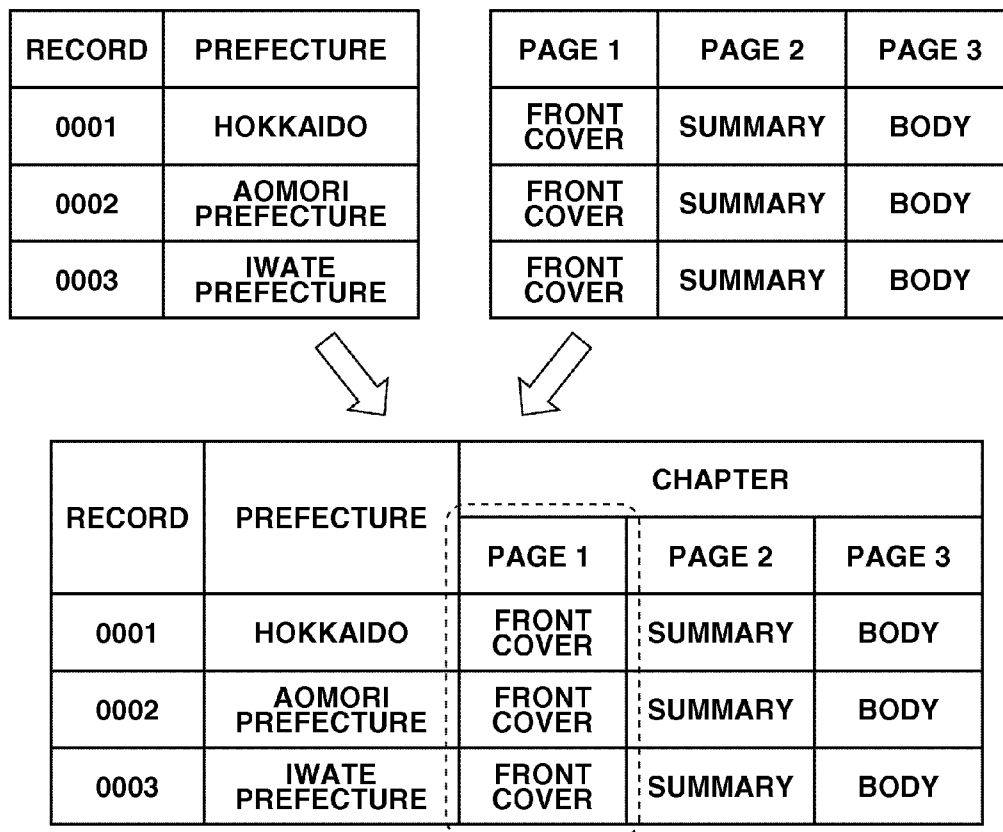 RECORD PREFECTURE
0001 HOKKAIDO
0002 AOMORI PREFECTURE
0003 IWATE PREFECTURE
PAGE 1 PAGE 2 PAGE 3
FRONT COVER SUMMARY BODY
FRONT COVER SUMMARY BODY
FRONT COVER SUMMARY BODY
RECORD PREFECTURE CHAPTER
PAGE 1 PAGE 2 PAGE 3
0001 HOKKAIDO FRONT COVER SUMMARY BODY
0002 AOMORI PREFECTURE FRONT COVER SUMMARY BODY
0003 IWATE PREFECTURE FRONT COVER SUMMARY BODY